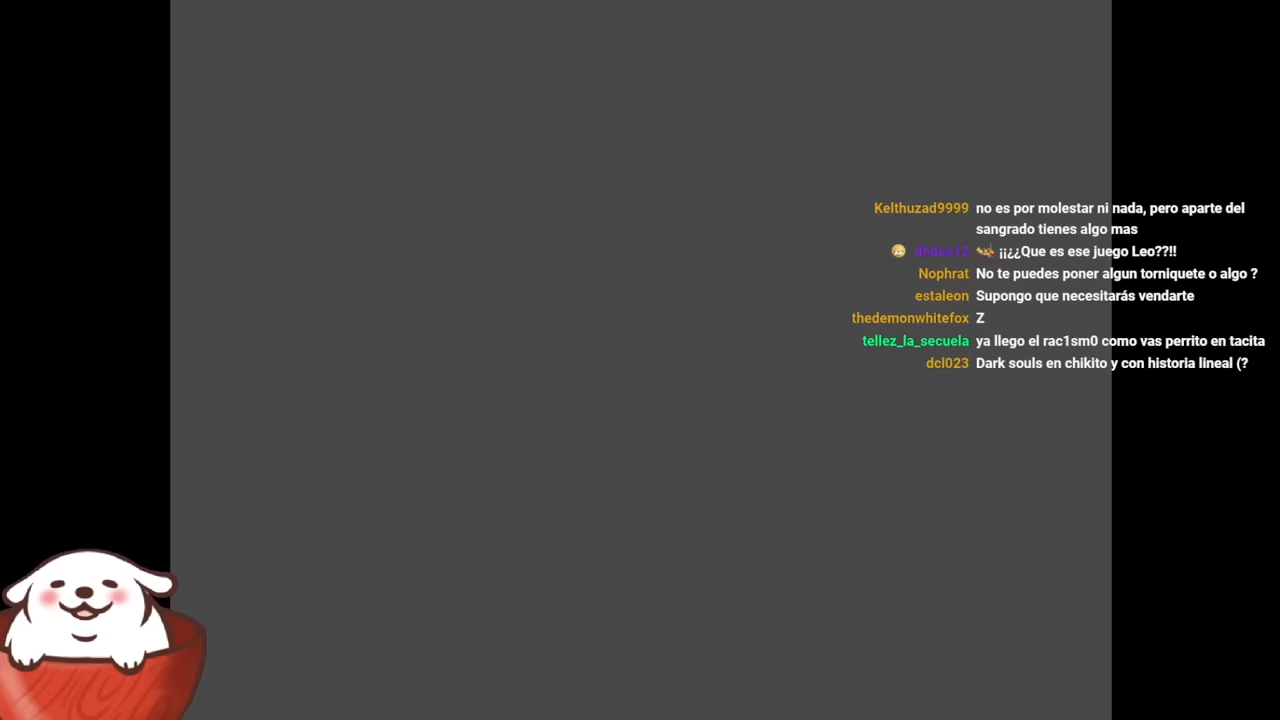 Kelthuzad9999 no es por molestar ni nada, pero aparte del
sangrado tienes algo mas
¡¡¿¿Que es ese juego Leo??!!
Nophrat No te puedes poner algun torniquete o algo ?
estaleon Supongo que necesitarás vendarte
thedemonwhitefox Z
tellez_la_secuela ya llego el rac1sm0 como vas perrito en tacita
dcl023 Dark souls en chikito y con historia lineal (?